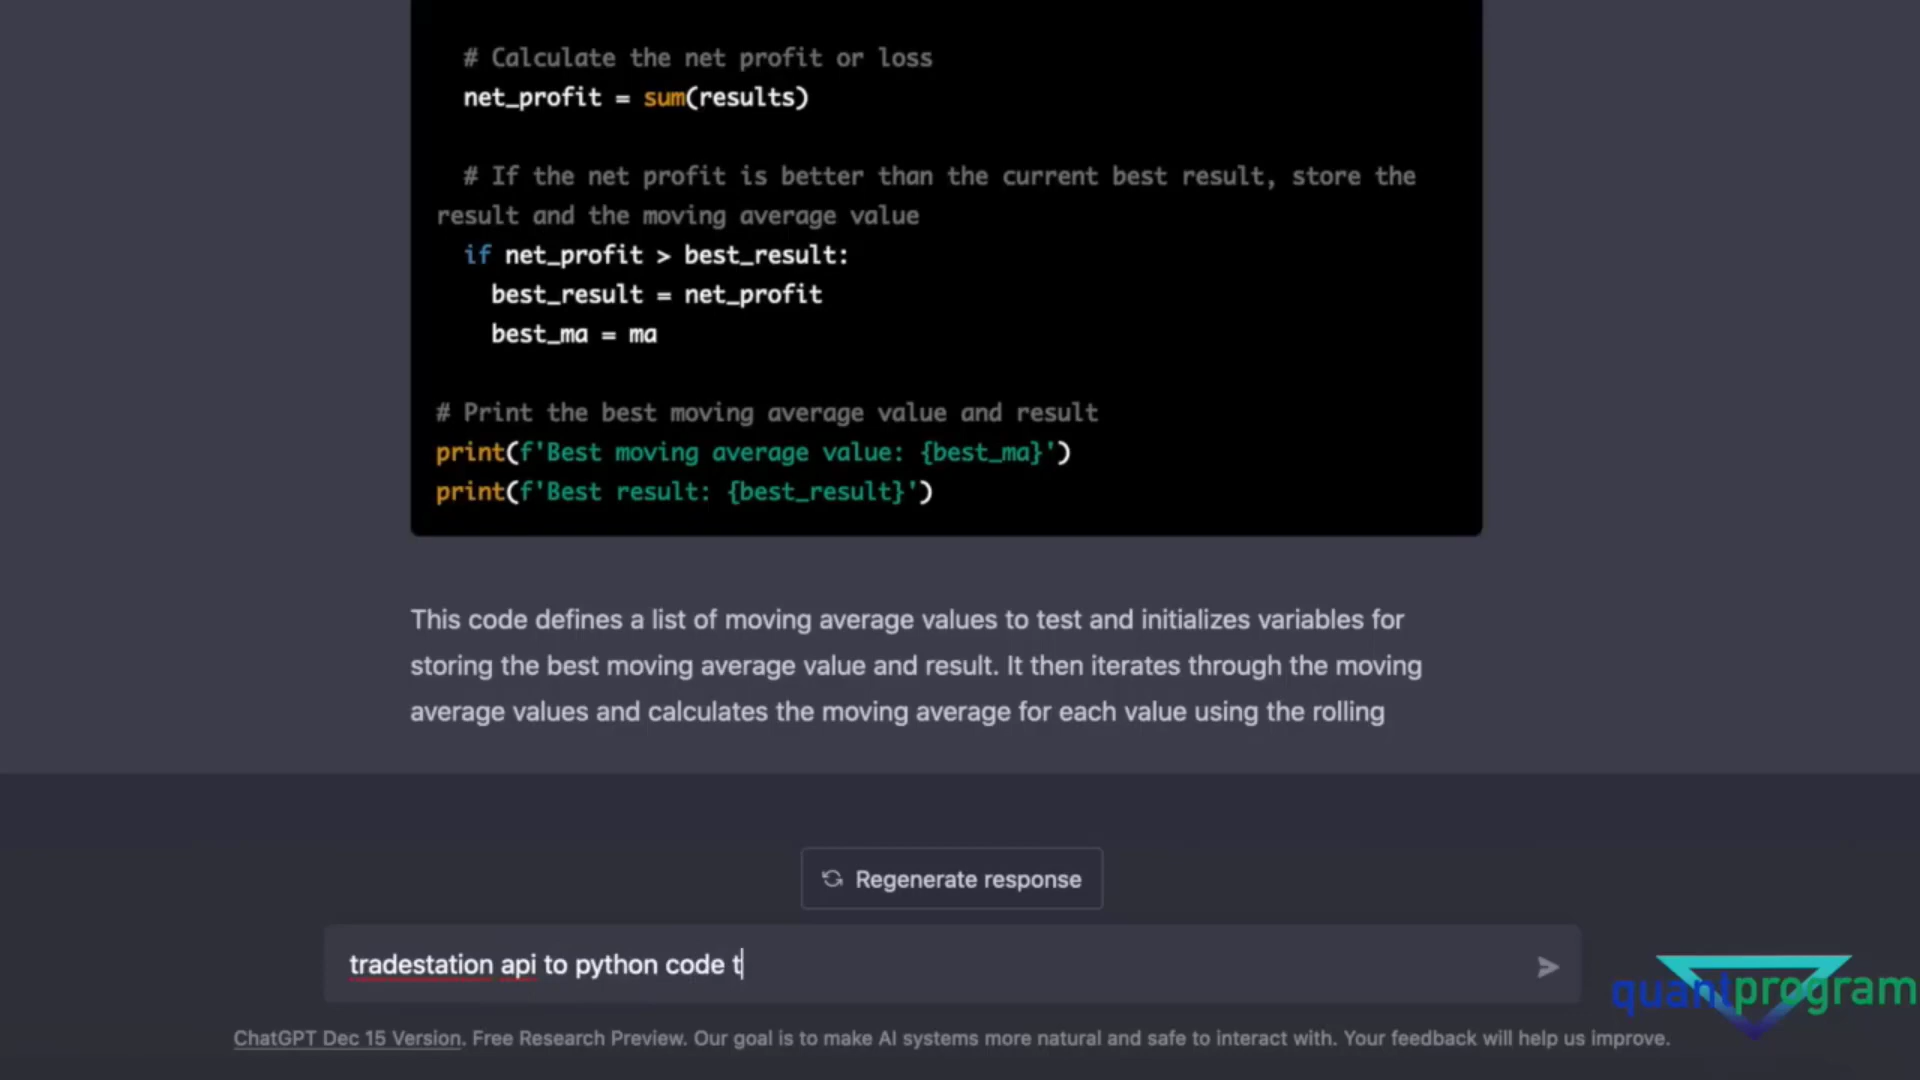 # Calculate the net profit or loss
net_profit = sum(results)
# If the net profit is better than the current best result, store the
result and the moving average value
if net_profit > best_result:
best_result = net_profit
best_ma = ma
# Print the best moving average value and result
print(f'Best moving average value: {best_ma}')
print(f'Best result: {best_result}')
This code defines a list of moving average values to test and initializes variables for
storing the best moving average value and result. It then iterates through the moving
average values and calculates the moving average for each value using the rolling
Regenerate response
tradestation api to python code t
quantprogram
ChatGPT Dec 15 Version. Free Research Preview. Our goal is to make AI systems more natural and safe to interact with. Your feedback will help us improve.